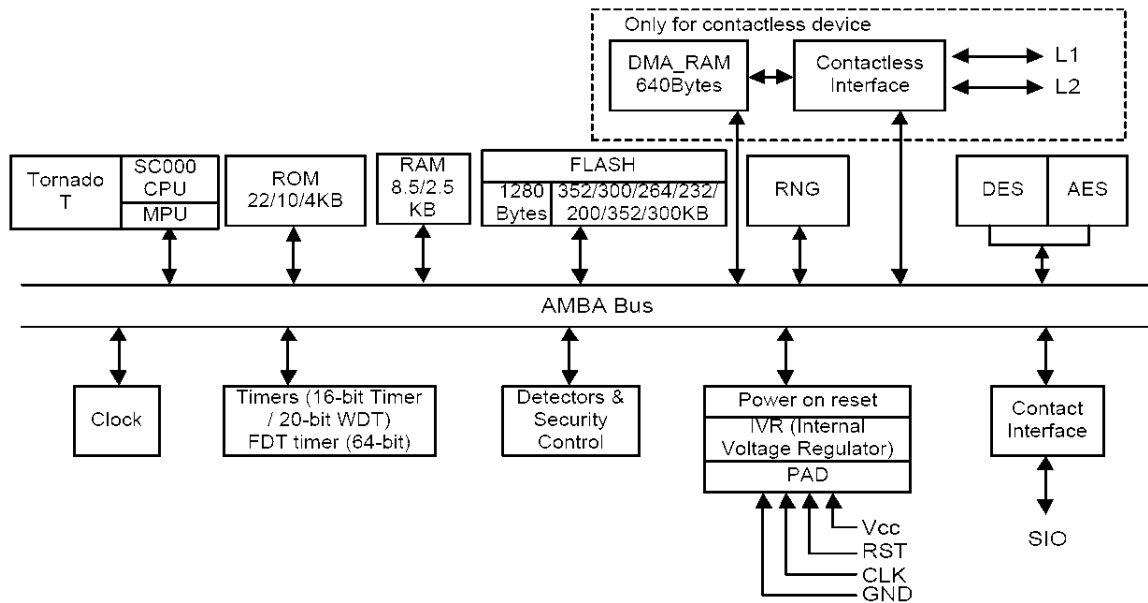 Only for contactless device
DMA_RAM
640Bytes
Contactless
Interface
L1
L2
Tornado
T
SC000
CPU
MPU
ROM
22/10/4KB
RAM
8.5/2.5
KB
FLASH
1280
Bytes
352/300/264/232/
200/352/300KB
RNG
DES
AES
AMBA Bus
Clock
Timers (16-bit Timer
/ 20-bit WDT)
FDT timer (64-bit)
Detectors &
Security
Control
Power on reset
IVR (Internal
Voltage Regulator)
PAD
Contact
Interface
Vcc
RST
CLK
GND
SIO